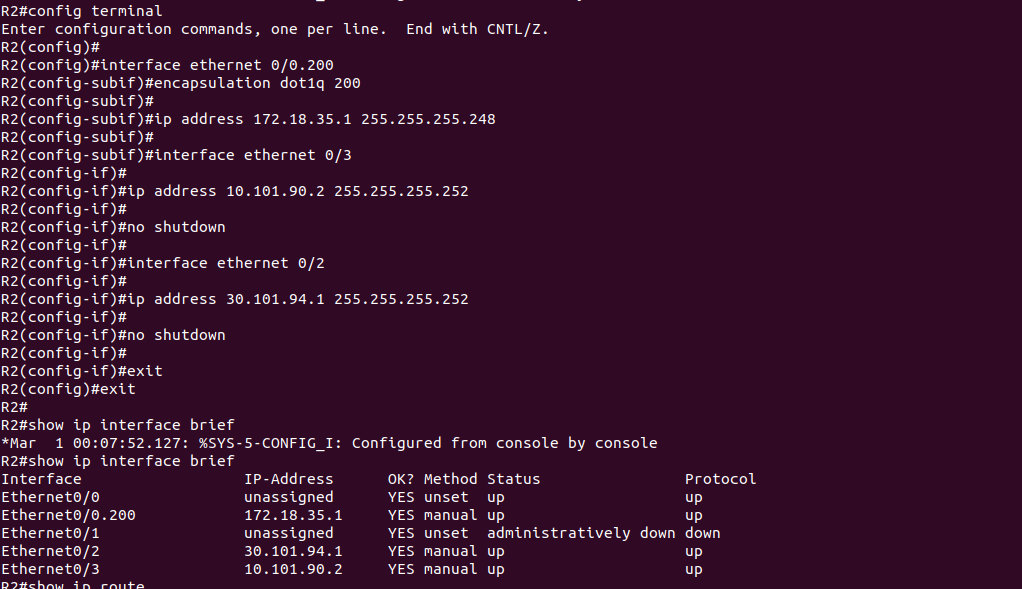 R2#config terminal
Enter configuration commands, one per line.  End with CNTL/Z.
R2(config)#
R2(config)#interface ethernet 0/0.200
R2(config-subif)#encapsulation dot1q 200
R2(config-subif)#
R2(config-subif)#ip address 172.18.35.1 255.255.255.248
R2(config-subif)#
R2(config-subif)#interface ethernet 0/3
R2(config-if)#
R2(config-if)#ip address 10.101.90.2 255.255.255.252
R2(config-if)#
R2(config-if)#no shutdown
R2(config-if)#
R2(config-if)#interface ethernet 0/2
R2(config-if)#
R2(config-if)#ip address 30.101.94.1 255.255.255.252
R2(config-if)#
R2(config-if)#no shutdown
R2(config-if)#
R2(config-if)#exit
R2(config)#exit
R2#
R2#show ip interface brief
*Mar  1 00:07:52.127: %SYS-5-CONFIG_I: Configured from console by console
R2#show ip interface brief
Interface                  IP-Address      OK? Method Status                Protocol
Ethernet0/0                unassigned      YES unset  up                    up
Ethernet0/0.200            172.18.35.1     YES manual up                    up
Ethernet0/1                unassigned      YES unset  administratively down down
Ethernet0/2                30.101.94.1     YES manual up                    up
Ethernet0/3                10.101.90.2     YES manual up                    up
R2#show ip route